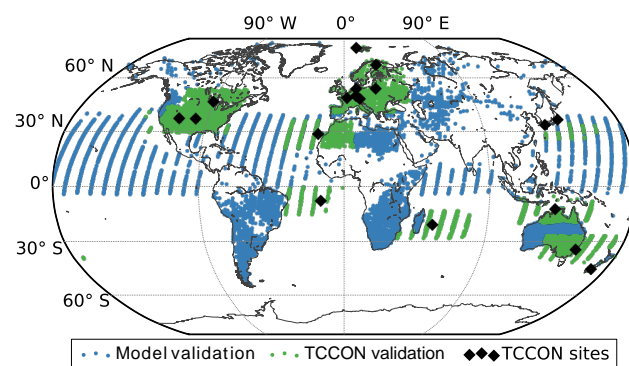 90° W 0° 90° E
60° N
30° N
0°
30° S
60° S
Model validation TCCON validation TCCON sites